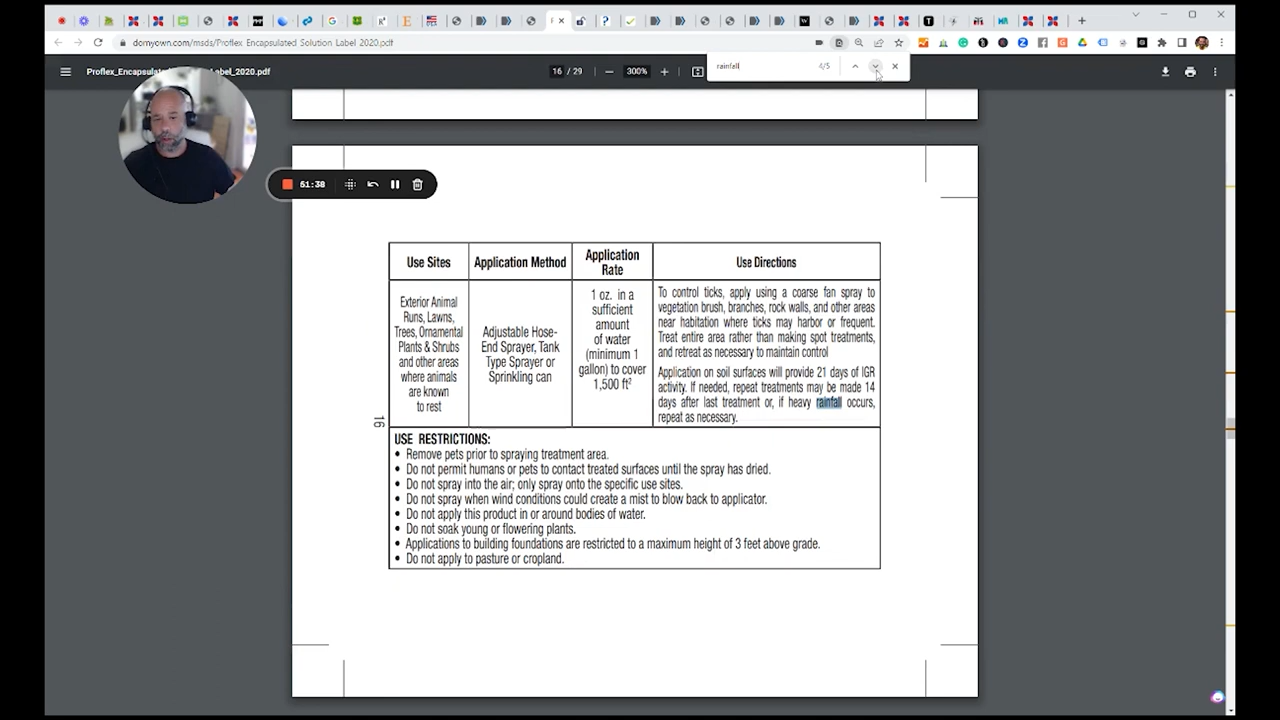 domyown.com/msds/Proflex_Encapsulated_Solution_Label_2020.pdf
rainfall
4/5
Proflex_Encapsulated
Label_2020.pdf
16 / 29
300%
51:38
Use Sites
Application Method
Application
Rate
Use Directions
Exterior Animal
Runs, Lawns,
Trees, Ornamental
Plants & Shrubs
and other areas
where animals
are known
to rest
Adjustable Hose-
End Sprayer, Tank
Type Sprayer or
Sprinkling can
1 oz. in a
sufficient
amount
of water
(minimum 1
gallon) to cover
1,500 ft²
To control ticks, apply using a coarse fan spray to
vegetation brush, branches, rock walls, and other areas
near habitation where ticks may harbor or frequent.
Treat entire area rather than making spot treatments,
and retreat as necessary to maintain control
Application on soil surfaces will provide 21 days of IGR
activity. If needed, repeat treatments may be made 14
days after last treatment or, if heavy rainfall occurs,
repeat as necessary.
16
USE RESTRICTIONS:
• Remove pets prior to spraying treatment area.
• Do not permit humans or pets to contact treated surfaces until the spray has dried.
• Do not spray into the air; only spray onto the specific use sites.
• Do not spray when wind conditions could create a mist to blow back to applicator.
• Do not apply this product in or around bodies of water.
• Do not soak young or flowering plants.
• Applications to building foundations are restricted to a maximum height of 3 feet above grade.
• Do not apply to pasture or cropland.